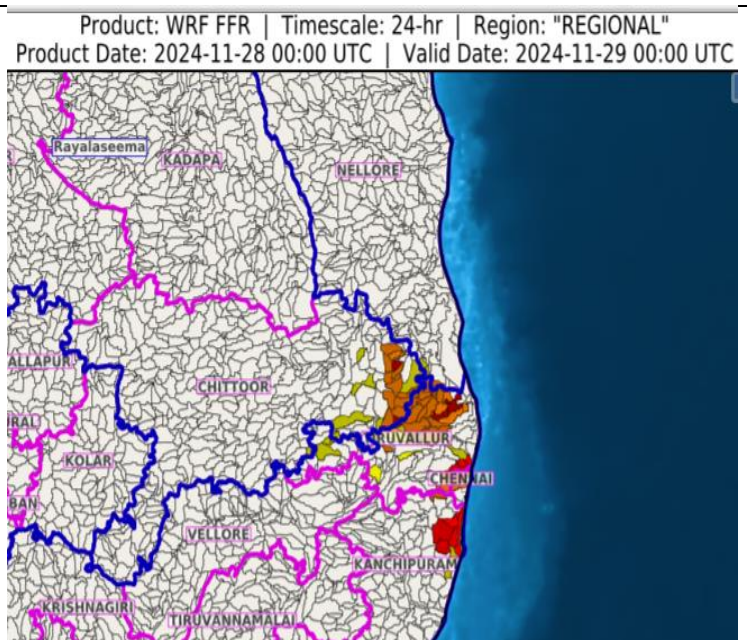 Product: WRF FFR | Timescale: 24-hr | Region: "REGIONAL"
Product Date: 2024-11-28 00:00 UTC | Valid Date: 2024-11-29 00:00 UTC
Rayalaseema
KADAPA
NELLORE
ALLAPUR
CHITTOOR
RURAL
RUVALLUR
KOLAR
CHENNAI
BAN
VELLORE
KANCHIPURAM
KRISHNAGIRI
TIRUVANNAMALAI